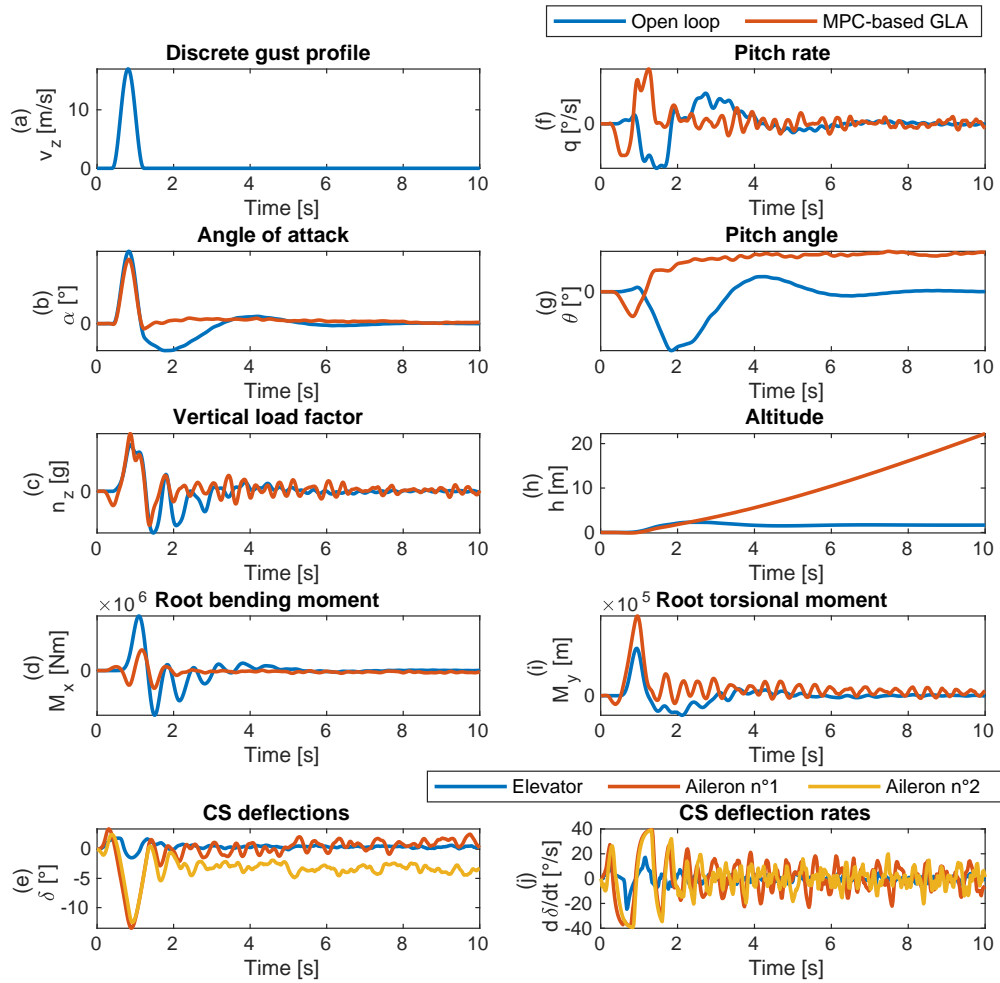 Open loop MPC-based GLA
Discrete gust profile
(a)
v_z [m/s]
10
0
0 2 4 6 8 10
Time [s]
Pitch rate
(f)
q [°/s]
0
0 2 4 6 8 10
Time [s]
Angle of attack
(b)
α [°]
0
0 2 4 6 8 10
Time [s]
Pitch angle
(g)
θ [°]
0
0 2 4 6 8 10
Time [s]
Vertical load factor
(c)
n_z [g]
0
0 2 4 6 8 10
Time [s]
Altitude
(h)
h [m]
20
10
0
0 2 4 6 8 10
Time [s]
×10^6 Root bending moment
(d)
M_x [Nm]
0
0 2 4 6 8 10
Time [s]
×10^5 Root torsional moment
(i)
M_y [m]
0
0 2 4 6 8 10
Time [s]
Elevator Aileron n°1 Aileron n°2
CS deflections
(e)
δ [°]
0
-5
-10
0 2 4 6 8 10
Time [s]
CS deflection rates
(j)
d δ/dt [°/s]
40
20
0
-20
-40
0 2 4 6 8 10
Time [s]